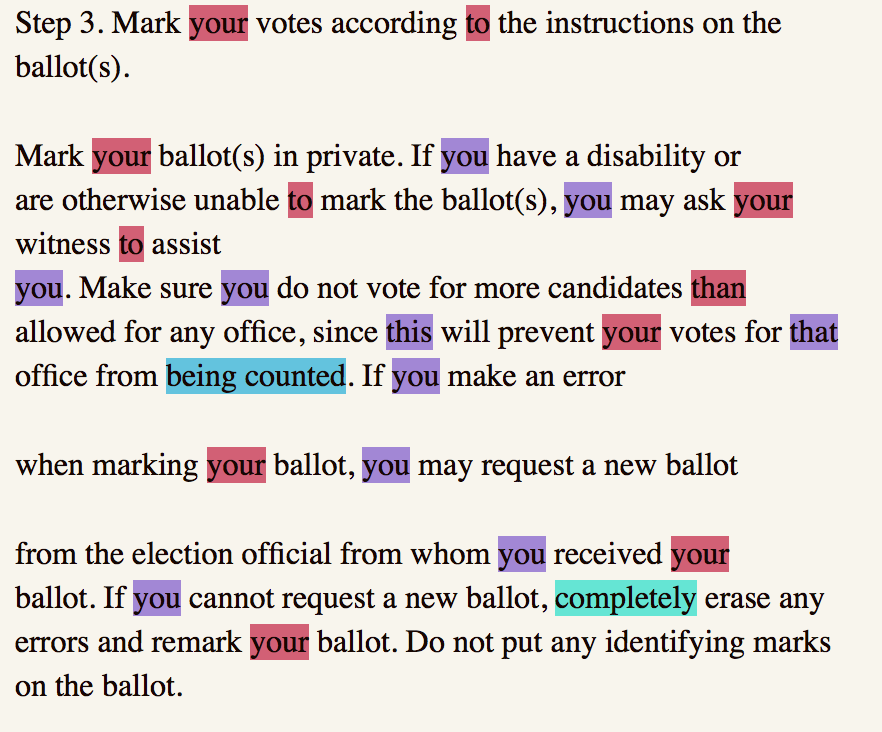 Step 3. Mark your votes according to the instructions on the
ballot(s).
Mark your ballot(s) in private. If you have a disability or
are otherwise unable to mark the ballot(s), you may ask your
witness to assist
you. Make sure you do not vote for more candidates than
allowed for any office, since this will prevent your votes for that
office from being counted. If you make an error
when marking your ballot, you may request a new ballot
from the election official from whom you received your
ballot. If you cannot request a new ballot, completely erase any
errors and remark your ballot. Do not put any identifying marks
on the ballot.